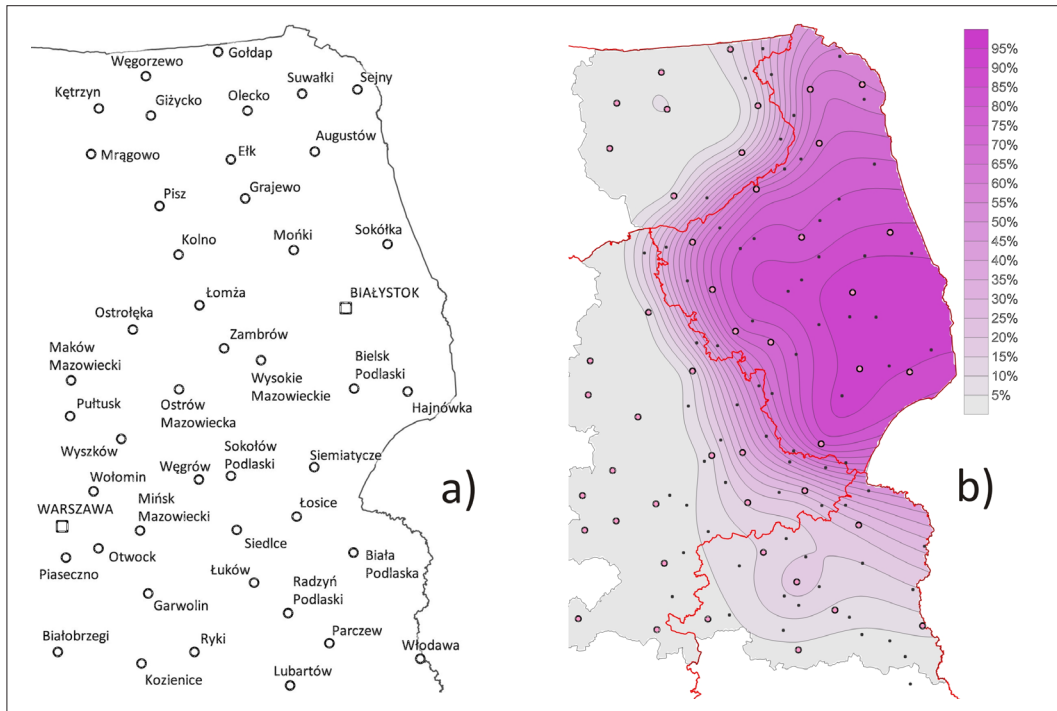 Gołdap
Węgorzewo
Suwałki
Sejny
Kętrzyn
Giżycko
Olecko
Augustów
Mrągowo
Ełk
Grajewo
Pisz
Sokółka
Mońki
Kolno
BIAŁYSTOK
Łomża
Ostrołęka
Zambrów
Maków
Mazowiecki
Wysokie
Mazowieckie
Bielsk
Podlaski
Hajnówka
Pułtusk
Ostrów
Mazowiecka
Wyszków
Sokołów
Podlaski
Węgrów
Siemiatycze
Wołomin
Mińsk
Mazowiecki
Łosice
WARSZAWA
Siedlce
Otwock
Piaseczno
Biała
Podlaska
Łuków
Radzyń
Podlaski
Garwolin
Białobrzegi
Ryki
Parczew
Włodawa
Kozienice
Lubartów
a)
95%
90%
85%
80%
75%
70%
65%
60%
55%
50%
45%
40%
35%
30%
25%
20%
15%
10%
5%
b)